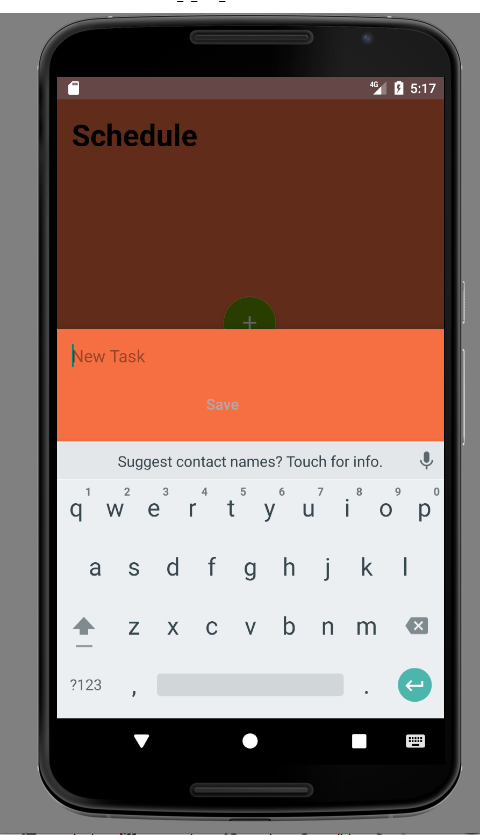 4G 5:17
Schedule
+
New Task
Save
Suggest contact names? Touch for info.
1 2 3 4 5 6 7 8 9 0
q w e r t y u i o p
a s d f g h j k l
z x c v b n m
?123 , .